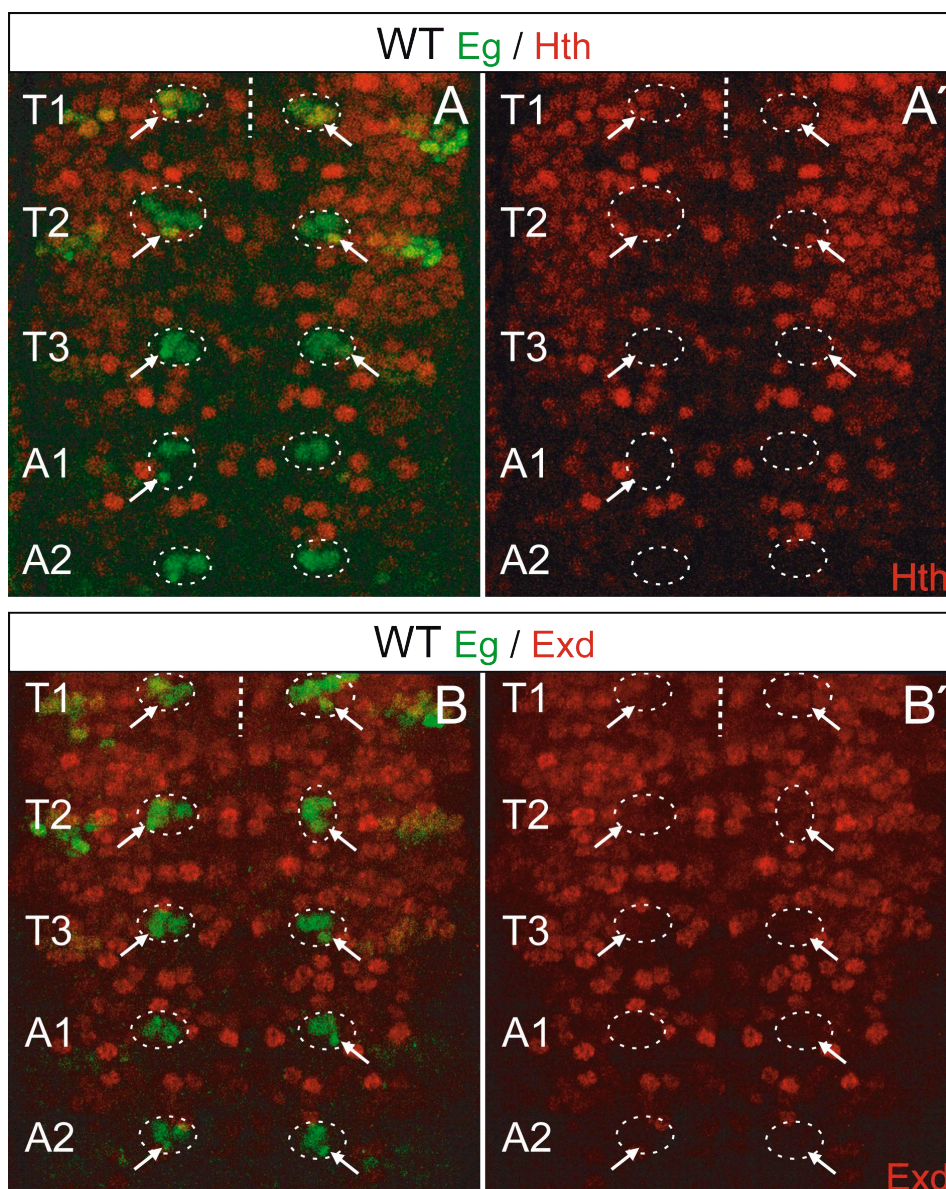 WT Eg / Hth
T1 A T1 A´
T2 T2
T3 T3
A1 A1
A2 A2
Hth
WT Eg / Exd
T1 B T1 B´
T2 T2
T3 T3
A1 A1
A2 A2
Exd